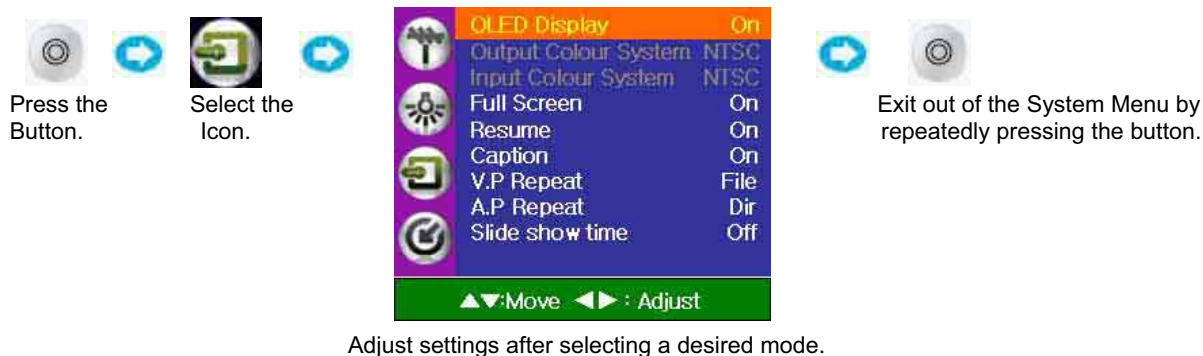 Press the
Button.
Select the
Icon.
OLED Display On
Output Colour System NTSC
Input Colour System NTSC
Full Screen On
Resume On
Caption On
V.P Repeat File
A.P Repeat Dir
Slide show time Off
▲▼:Move ◀▶ : Adjust
Adjust settings after selecting a desired mode.
Exit out of the System Menu by
repeatedly pressing the button.